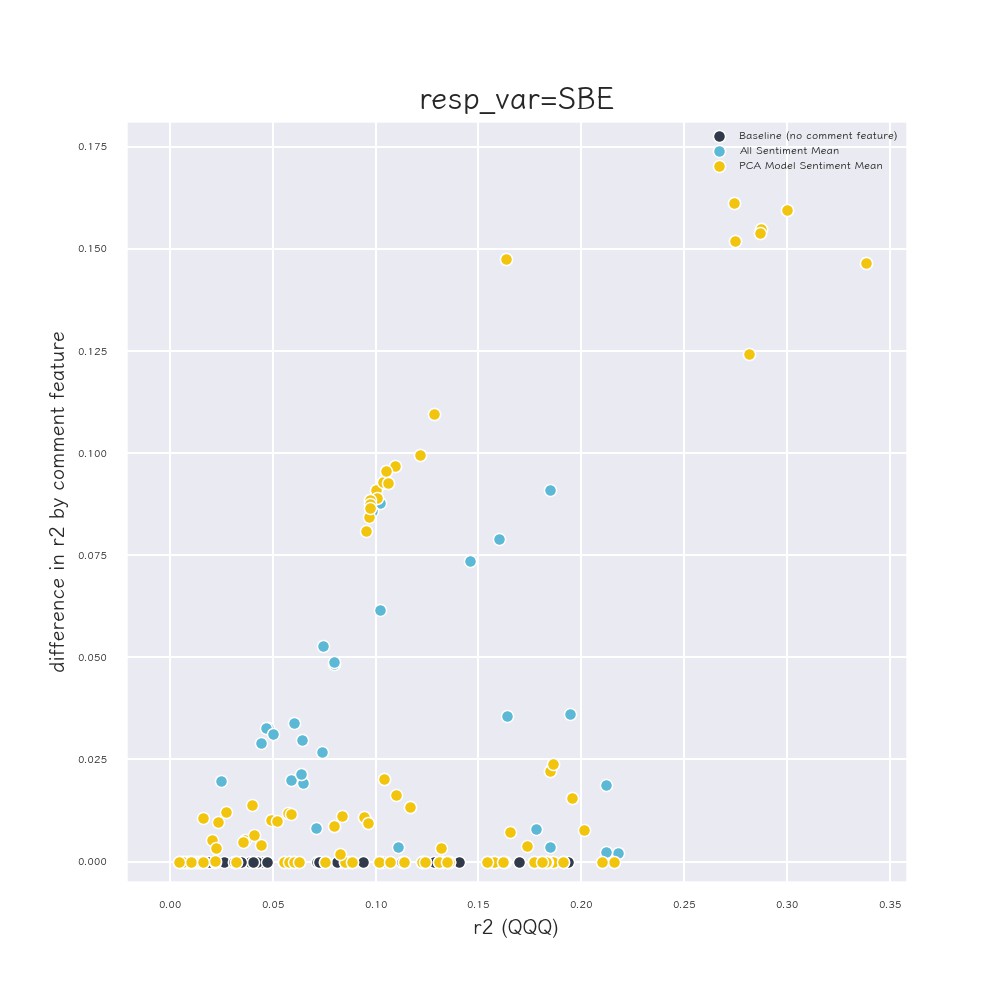 resp_var=SBE
Baseline (no comment feature)
All Sentiment Mean
PCA Model Sentiment Mean
difference in r2 by comment feature
0.175
0.150
0.125
0.100
0.075
0.050
0.025
0.000
0.00 0.05 0.10 0.15 0.20 0.25 0.30 0.35
r2 (QQQ)